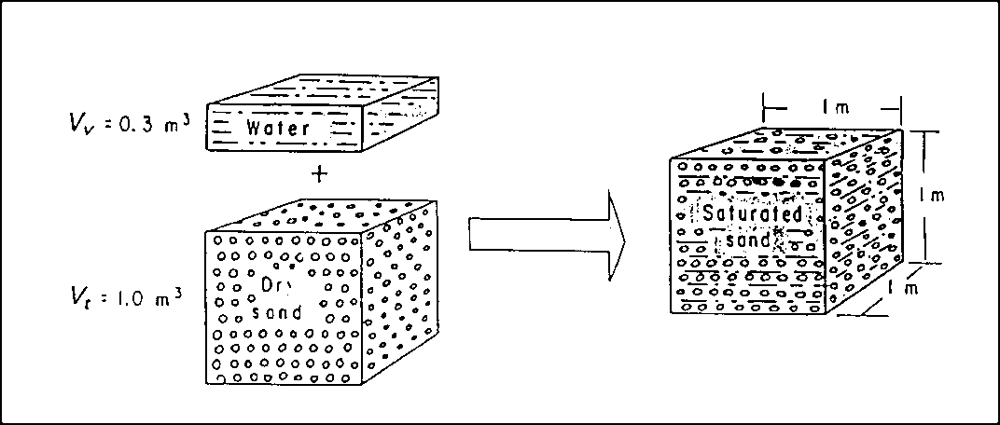 Vᵥ = 0.3 m³
Water
+
Vₜ = 1.0 m³
Dry
sand
Saturated
sand
1 m
1 m
1 m